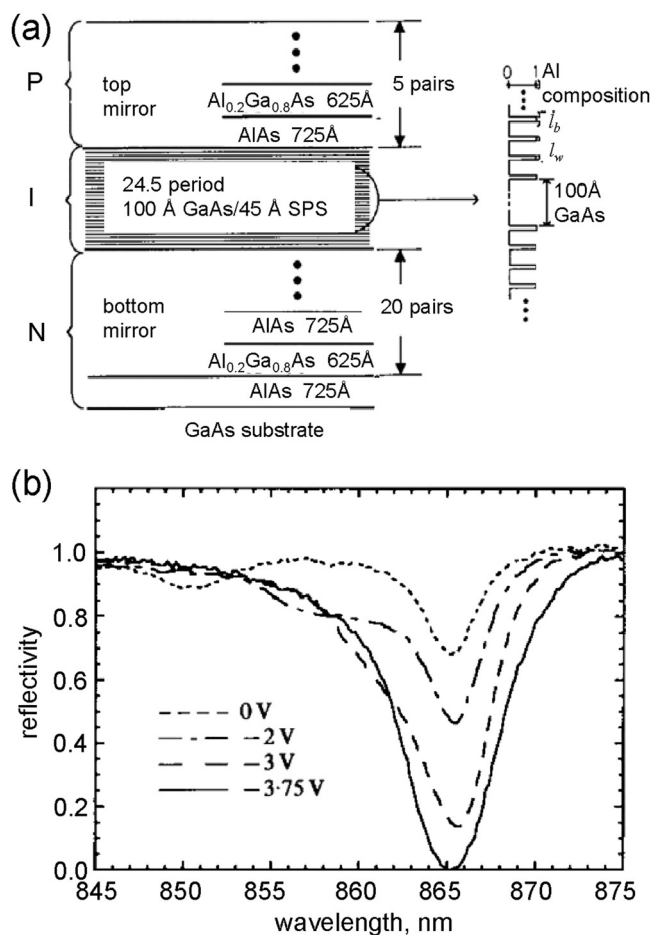 (a)
P
top
mirror
Al0.2Ga0.8As 625Å
AlAs 725Å
5 pairs
I
24.5 period
100 Å GaAs/45 Å SPS
N
bottom
mirror
AlAs 725Å
Al0.2Ga0.8As 625Å
AlAs 725Å
20 pairs
GaAs substrate
0 1 Al
composition
lb
lw
100Å
GaAs
(b)
reflectivity
1.0
0.8
0.6
0.4
0.2
0.0
0 V
−2 V
−3 V
−3·75 V
845 850 855 860 865 870 875
wavelength, nm